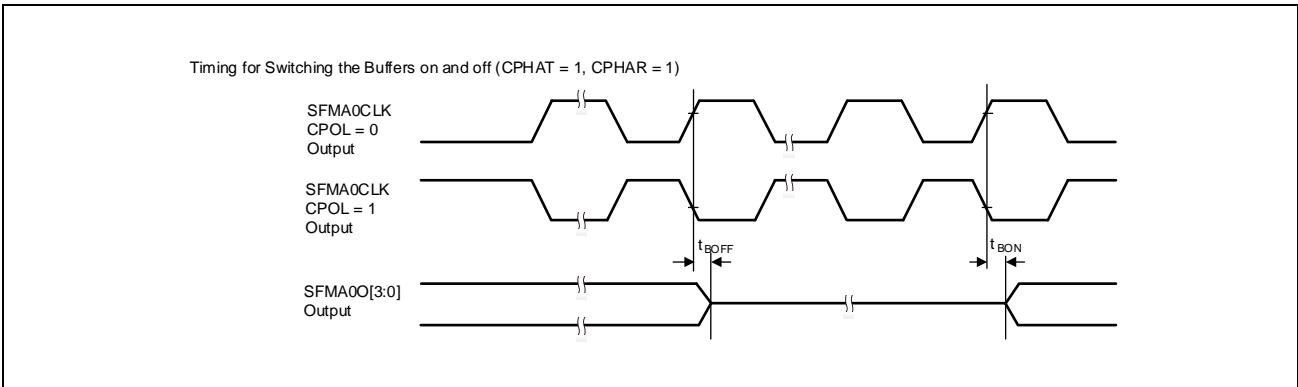 Timing for Switching the Buffers on and off (CPHAT = 1, CPHAR = 1)
SFMA0CLK
CPOL = 0
Output
SFMA0CLK
CPOL = 1
Output
tBOFF
tBON
SFMA0O[3:0]
Output